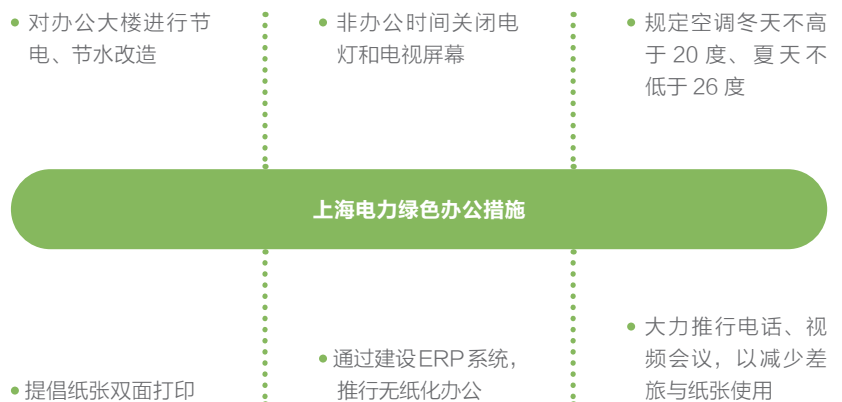 • 对办公大楼进行节
电、节水改造
• 非办公时间关闭电
灯和电视屏幕
• 规定空调冬天不高
于 20 度、夏天不
低于 26 度
上海电力绿色办公措施
• 提倡纸张双面打印
• 通过建设ERP系统，
推行无纸化办公
• 大力推行电话、视
频会议，以减少差
旅与纸张使用